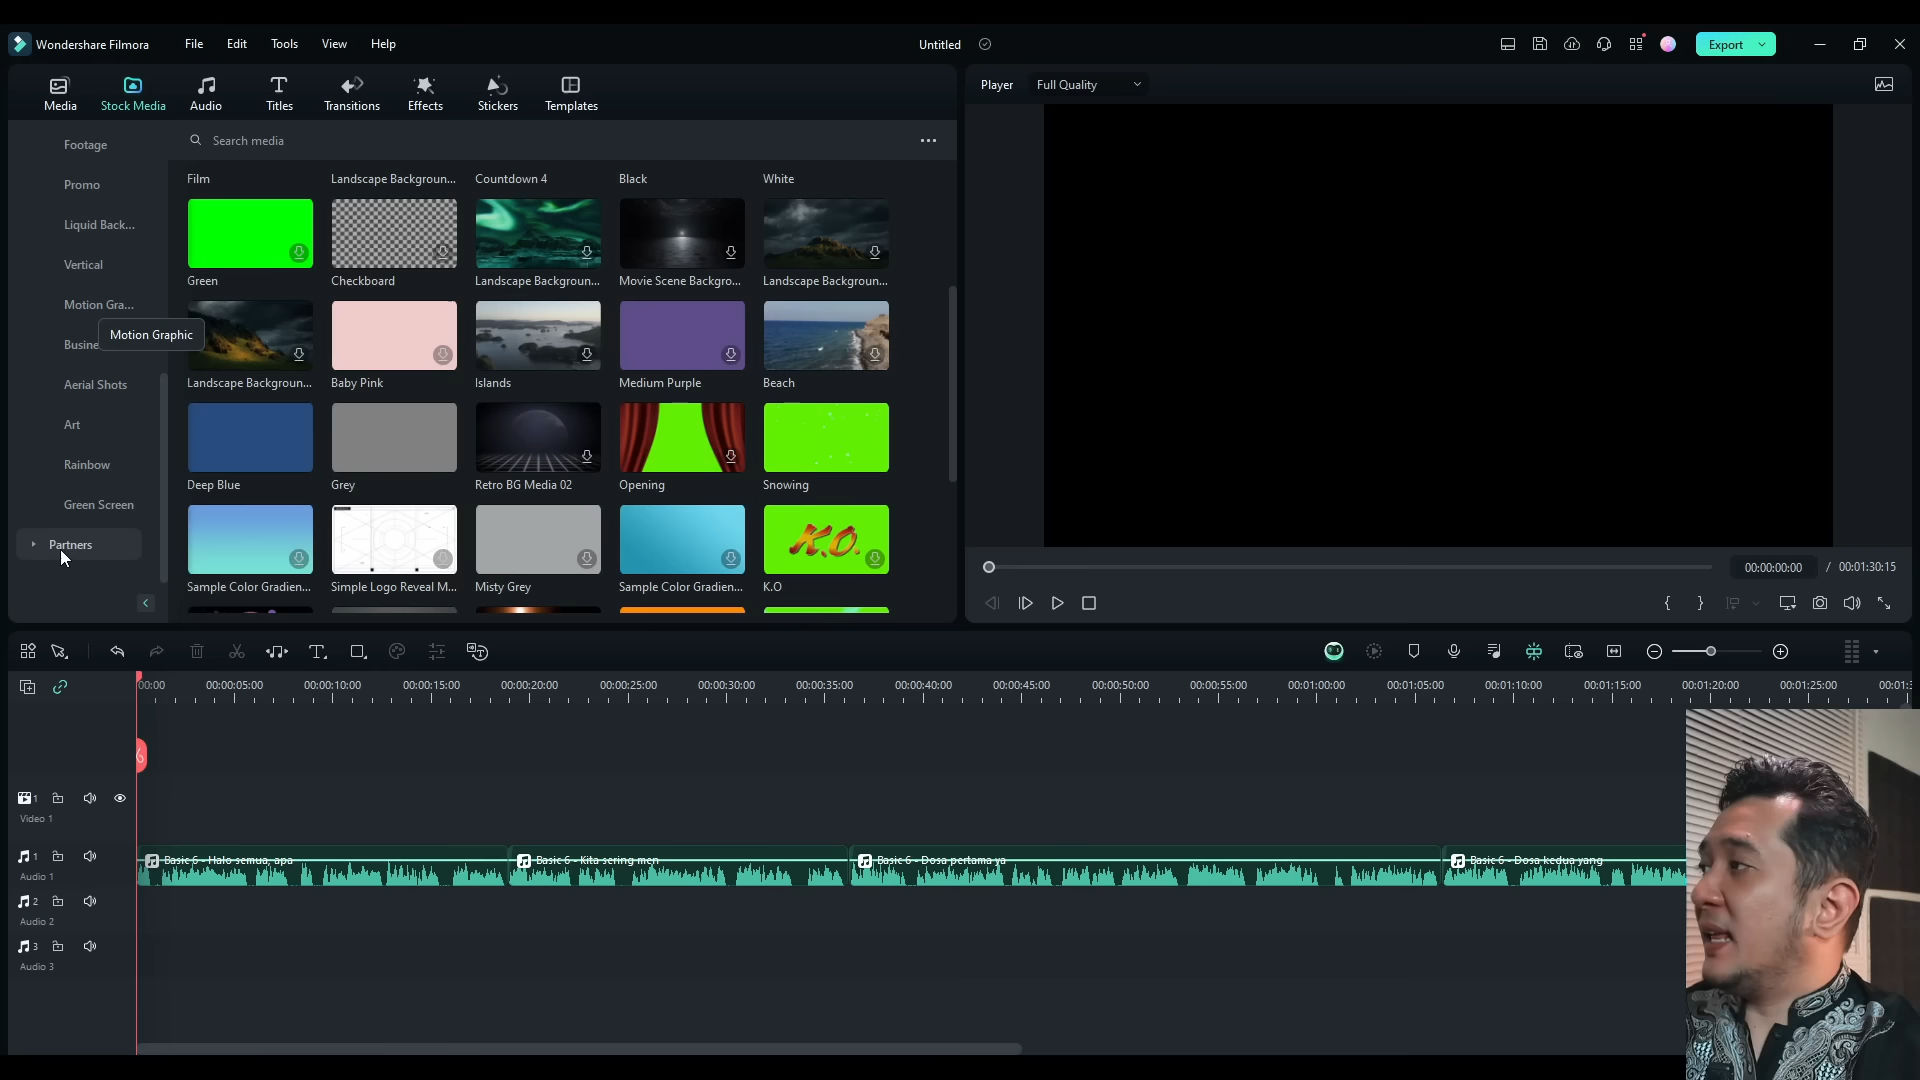 Wondershare Filmora
File
Edit
Tools
View
Help
Untitled
Export
Media
Stock Media
Audio
Titles
Transitions
Effects
Stickers
Templates
Player
Full Quality
Footage
Promo
Liquid Back...
Vertical
Motion Gra...
Motion Graphic
Busine
Aerial Shots
Art
Rainbow
Green Screen
Partners
Search media
Film
Landscape Backgroun...
Countdown 4
Black
White
Green
Checkboard
Landscape Backgroun...
Movie Scene Backgro...
Landscape Backgroun...
Landscape Backgroun...
Baby Pink
Islands
Medium Purple
Beach
Deep Blue
Grey
Retro BG Media 02
Opening
Snowing
K.O.
Sample Color Gradien...
Simple Logo Reveal M...
Misty Grey
Sample Color Gradien...
K.O
00:00:00:00 / 00:01:30:15
00:00
00:00:05:00
00:00:10:00
00:00:15:00
00:00:20:00
00:00:25:00
00:00:30:00
00:00:35:00
00:00:40:00
00:00:45:00
00:00:50:00
00:00:55:00
00:01:00:00
00:01:05:00
00:01:10:00
00:01:15:00
00:01:20:00
00:01:25:00
00:01:
1
Video 1
1
Audio 1
Basic 6 - Halo semua, apa
Basic 6 - Kita sering men
Basic 6 - Dosa pertama ya
Basic 6 - Dosa kedua yang
2
Audio 2
3
Audio 3